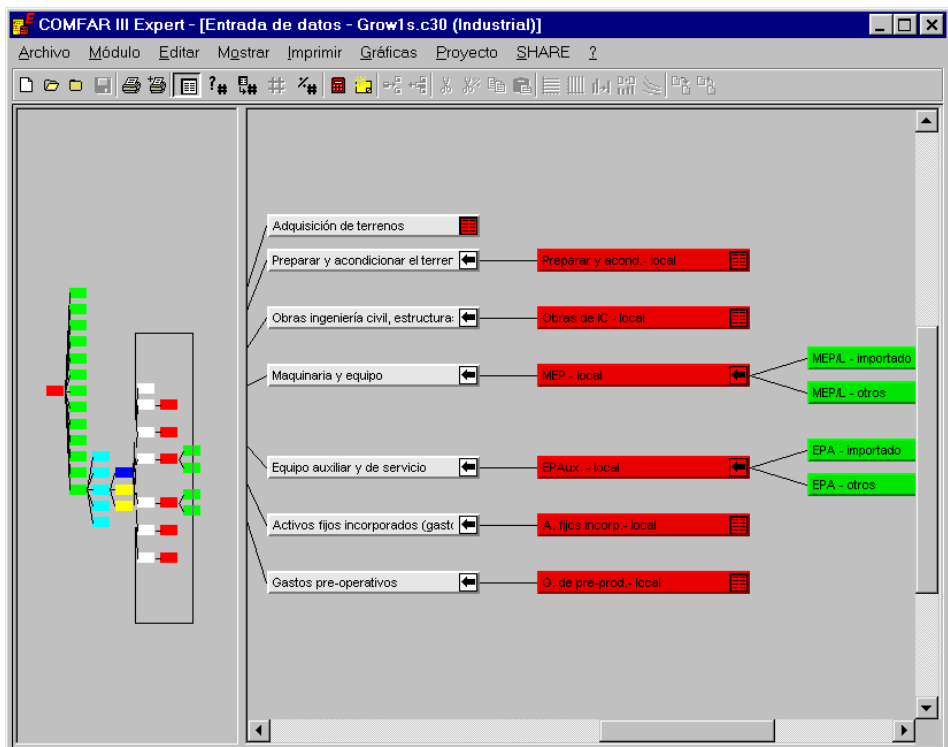 COMFAR III Expert - [Entrada de datos - Grow1s.c30 (Industrial)]
Archivo Módulo Editar Mostrar Imprimir Gráficas Proyecto SHARE ?
Adquisición de terrenos
Preparar y acondicionar el terrer
Preparar y acond.- local
Obras ingeniería civil, estructura:
Obras de IC - local
MEP/L - importado
Maquinaria y equipo
MEP - local
MEP/L - otros
EPA - importado
Equipo auxiliar y de servicio
EPAux. - local
EPA - otros
Activos fijos incorporados (gasto
A. fijos incorp.- local
Gastos pre-operativos
G. de pre-prod.- local